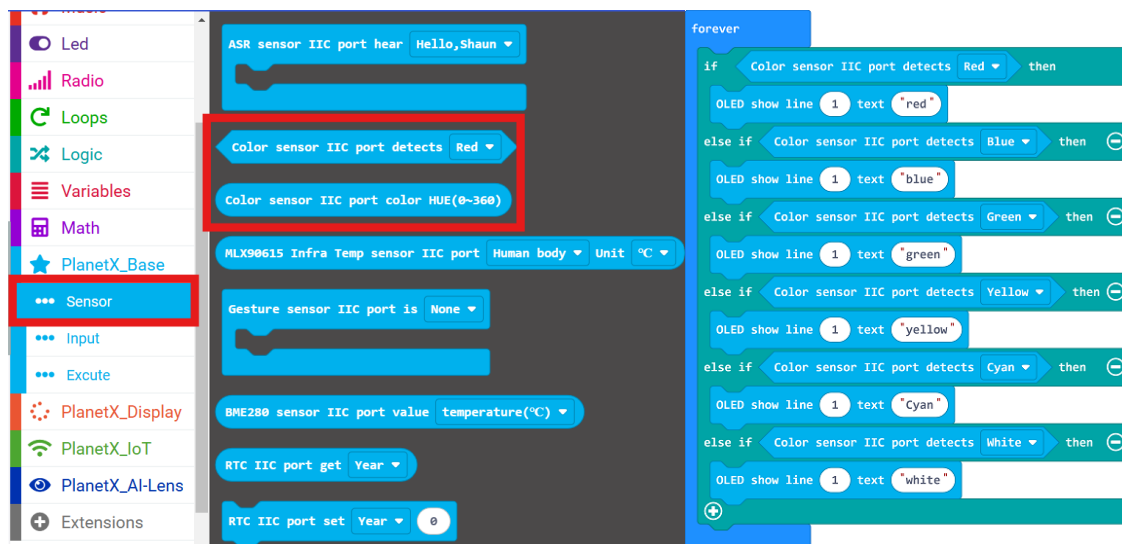 Led
Radio
Loops
Logic
Variables
Math
PlanetX_Base
Sensor
Input
Excute
PlanetX_Display
PlanetX_IoT
PlanetX_AI-Lens
Extensions
ASR sensor IIC port hear Hello,Shaun
Color sensor IIC port detects Red
Color sensor IIC port color HUE(0~360)
MLX90615 Infra Temp sensor IIC port Human body Unit ℃
Gesture sensor IIC port is None
BME280 sensor IIC port value temperature(℃)
RTC IIC port get Year
RTC IIC port set Year 0
forever
if Color sensor IIC port detects Red then
OLED show line 1 text "red"
else if Color sensor IIC port detects Blue then
OLED show line 1 text "blue"
else if Color sensor IIC port detects Green then
OLED show line 1 text "green"
else if Color sensor IIC port detects Yellow then
OLED show line 1 text "yellow"
else if Color sensor IIC port detects Cyan then
OLED show line 1 text "Cyan"
else if Color sensor IIC port detects White then
OLED show line 1 text "white"